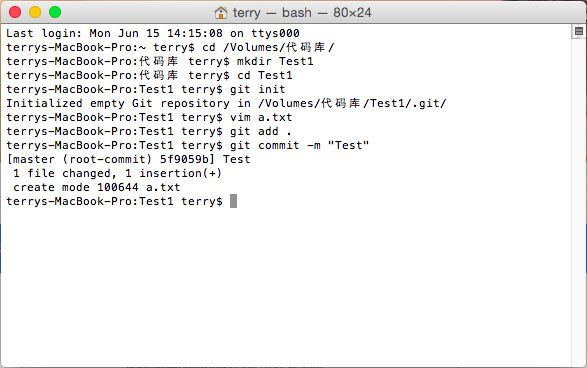 terry — bash — 80×24
Last login: Mon Jun 15 14:15:08 on ttys000
terrys-MacBook-Pro:~ terry$ cd /Volumes/代码库/
terrys-MacBook-Pro:代码库 terry$ mkdir Test1
terrys-MacBook-Pro:代码库 terry$ cd Test1
terrys-MacBook-Pro:Test1 terry$ git init
Initialized empty Git repository in /Volumes/代码库/Test1/.git/
terrys-MacBook-Pro:Test1 terry$ vim a.txt
terrys-MacBook-Pro:Test1 terry$ git add .
terrys-MacBook-Pro:Test1 terry$ git commit -m "Test"
[master (root-commit) 5f9059b] Test
 1 file changed, 1 insertion(+)
 create mode 100644 a.txt
terrys-MacBook-Pro:Test1 terry$